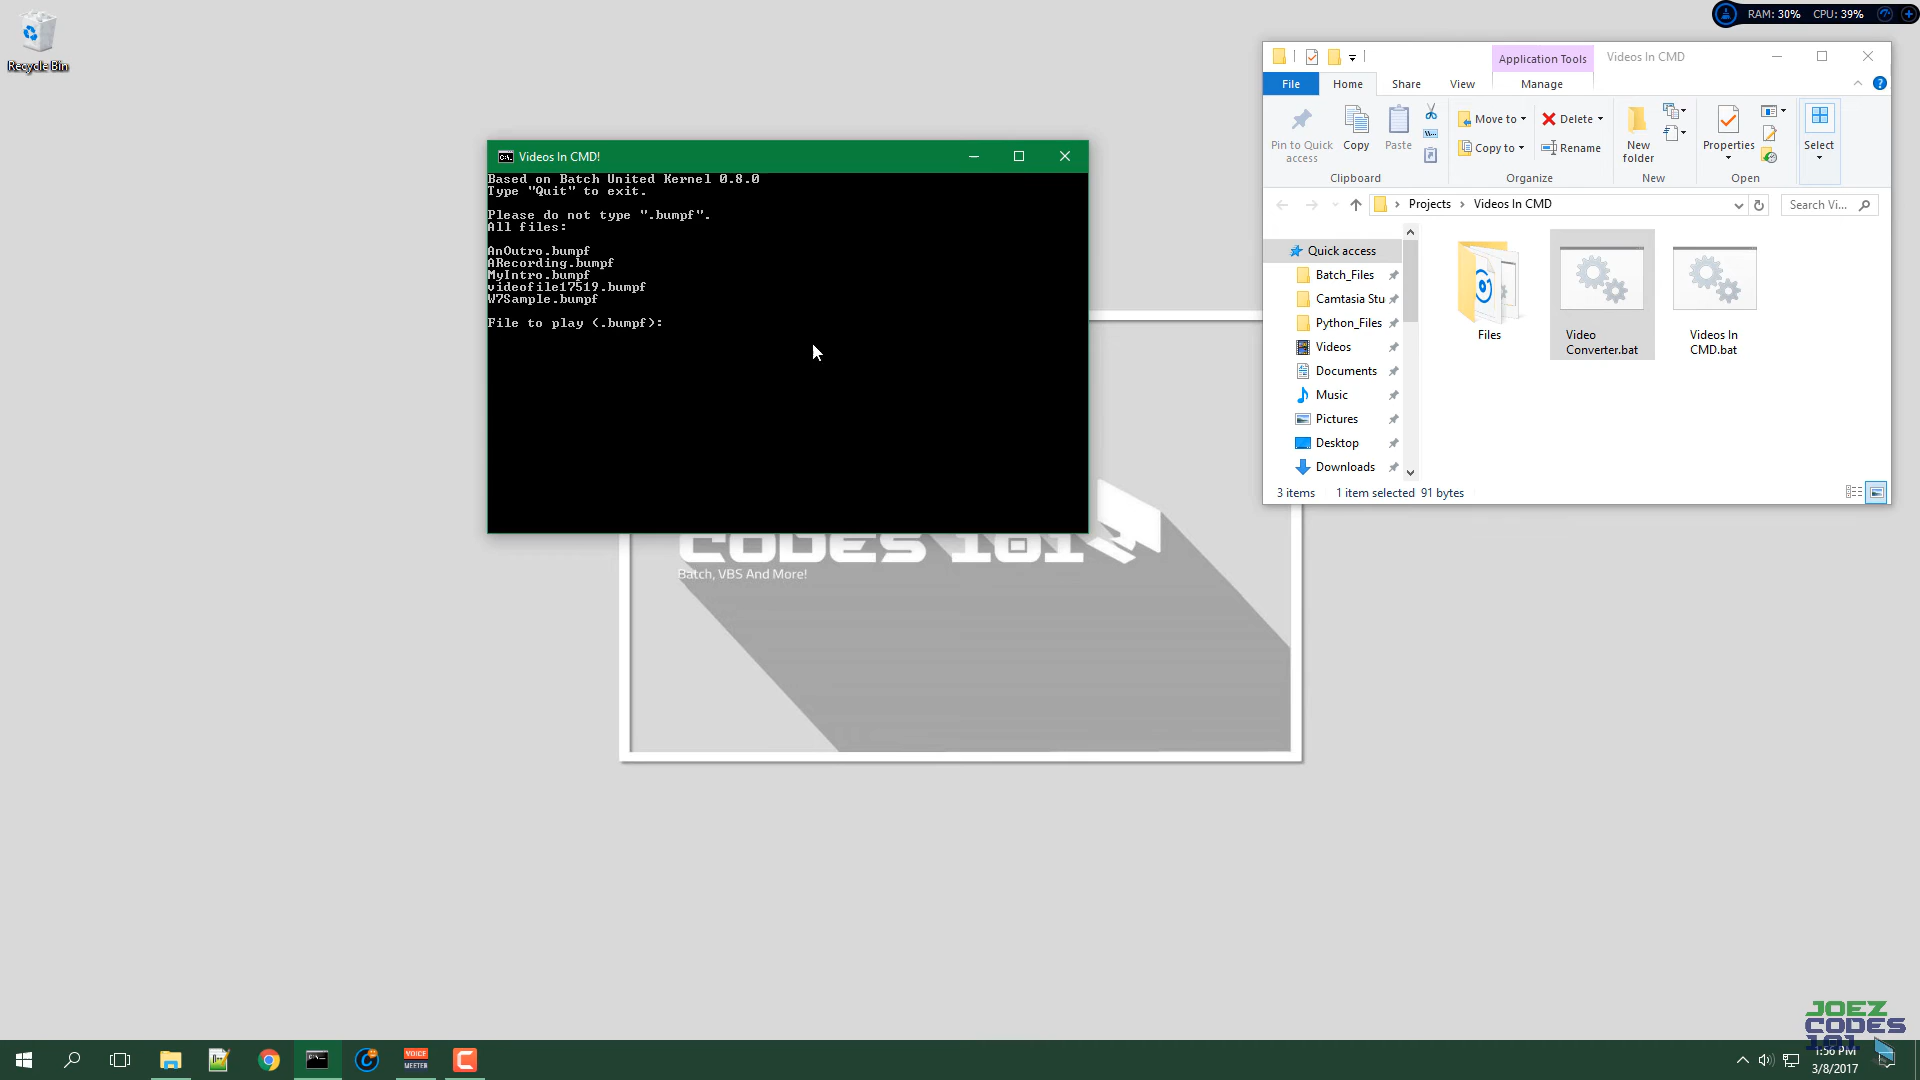 Recycle Bin
RAM: 30% CPU: 39%
Videos In CMD!
Based on Batch United Kernel 0.8.0
Type "Quit" to exit.
Please do not type ".bumpf".
All files:
AnOutro.bumpf
ARecording.bumpf
MyIntro.bumpf
videofile17519.bumpf
W7Sample.bumpf
File to play (.bumpf):
Application Tools
Videos In CMD
File Home Share View Manage
Pin to Quick
access
Copy
Paste
Move to
Copy to
Delete
Rename
New
folder
Properties
Select
Clipboard Organize New Open
Projects > Videos In CMD
Search Vi...
Quick access
Batch_Files
Camtasia Stu
Python_Files
Videos
Documents
Music
Pictures
Desktop
Downloads
Files
Video
Converter.bat
Videos In
CMD.bat
3 items 1 item selected 91 bytes
CODES 101
Batch, VBS And More!
JOEZ
CODES
101
VOICE
MEETER
1:56 PM
3/8/2017